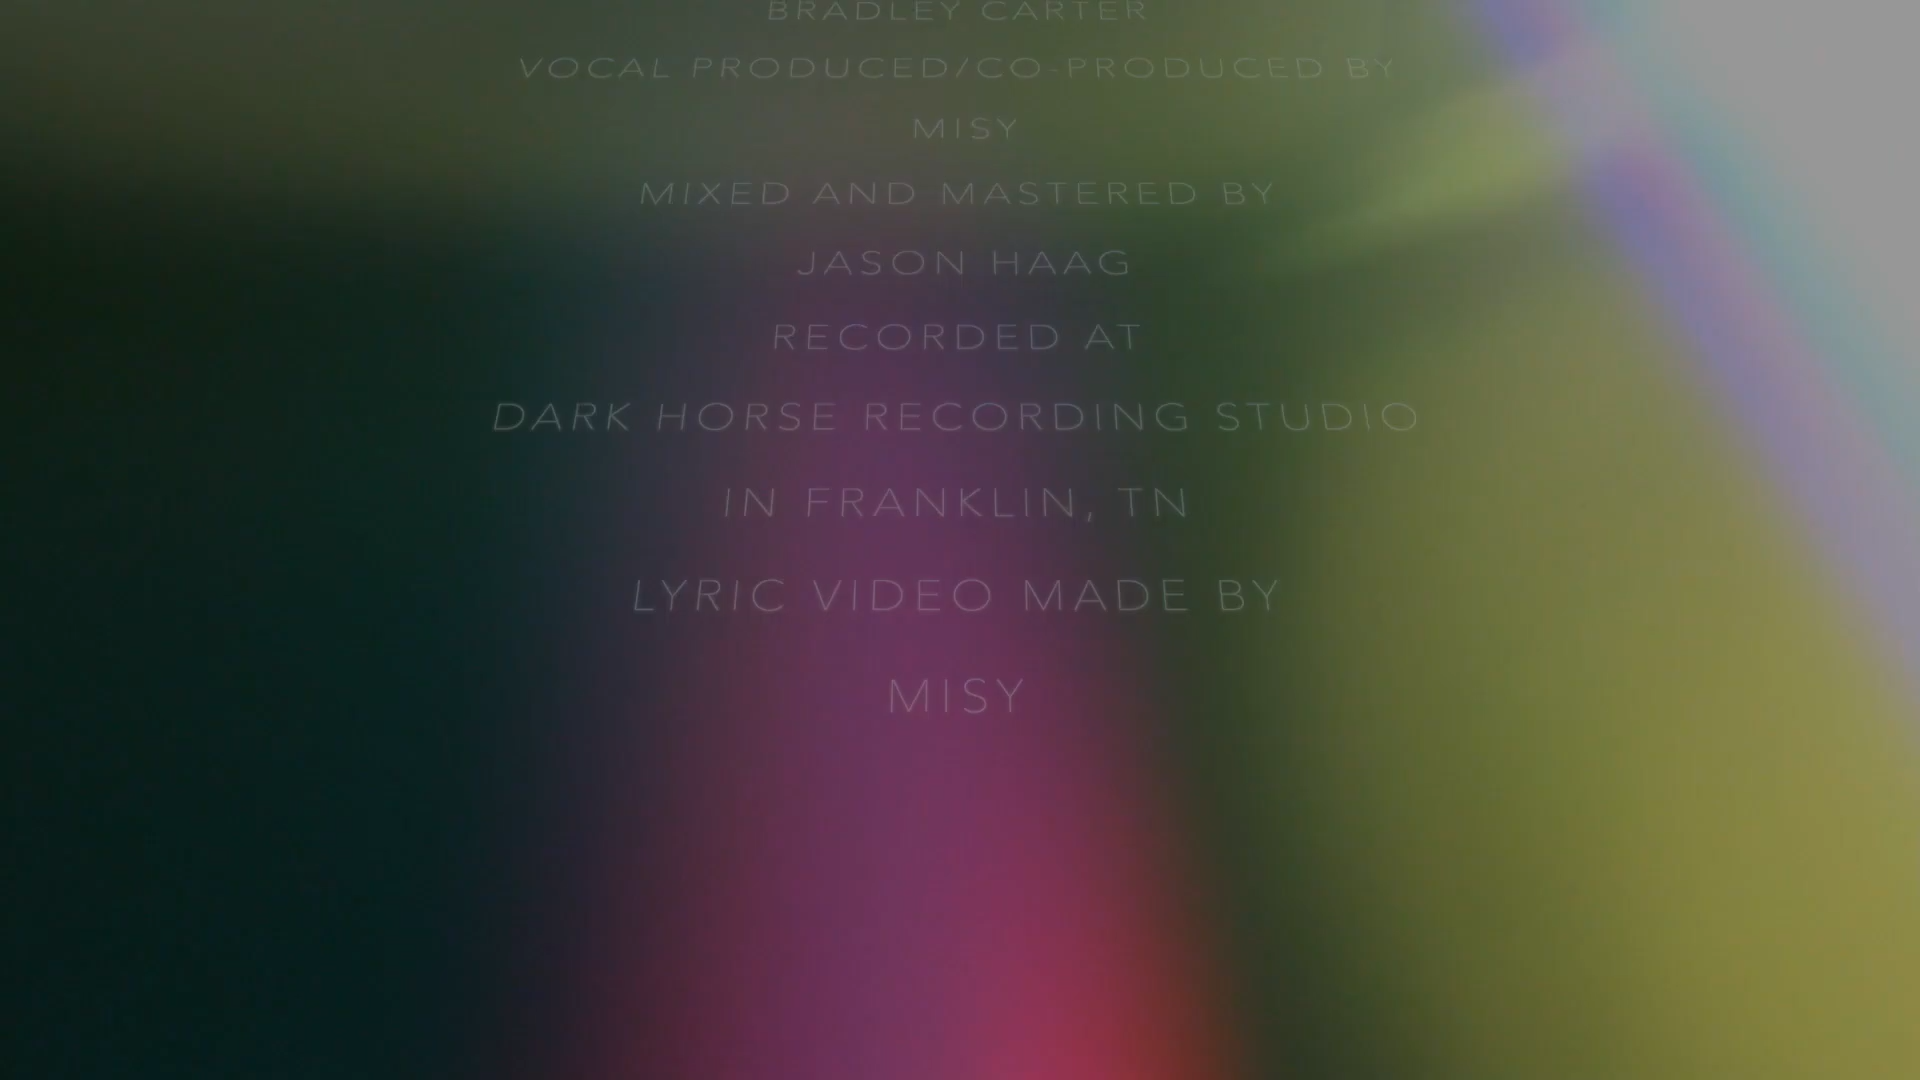 BRADLEY CARTER
VOCAL PRODUCED/CO-PRODUCED BY
MISY
MIXED AND MASTERED BY
JASON HAAG
RECORDED AT
DARK HORSE RECORDING STUDIO
IN FRANKLIN, TN
LYRIC VIDEO MADE BY
MISY